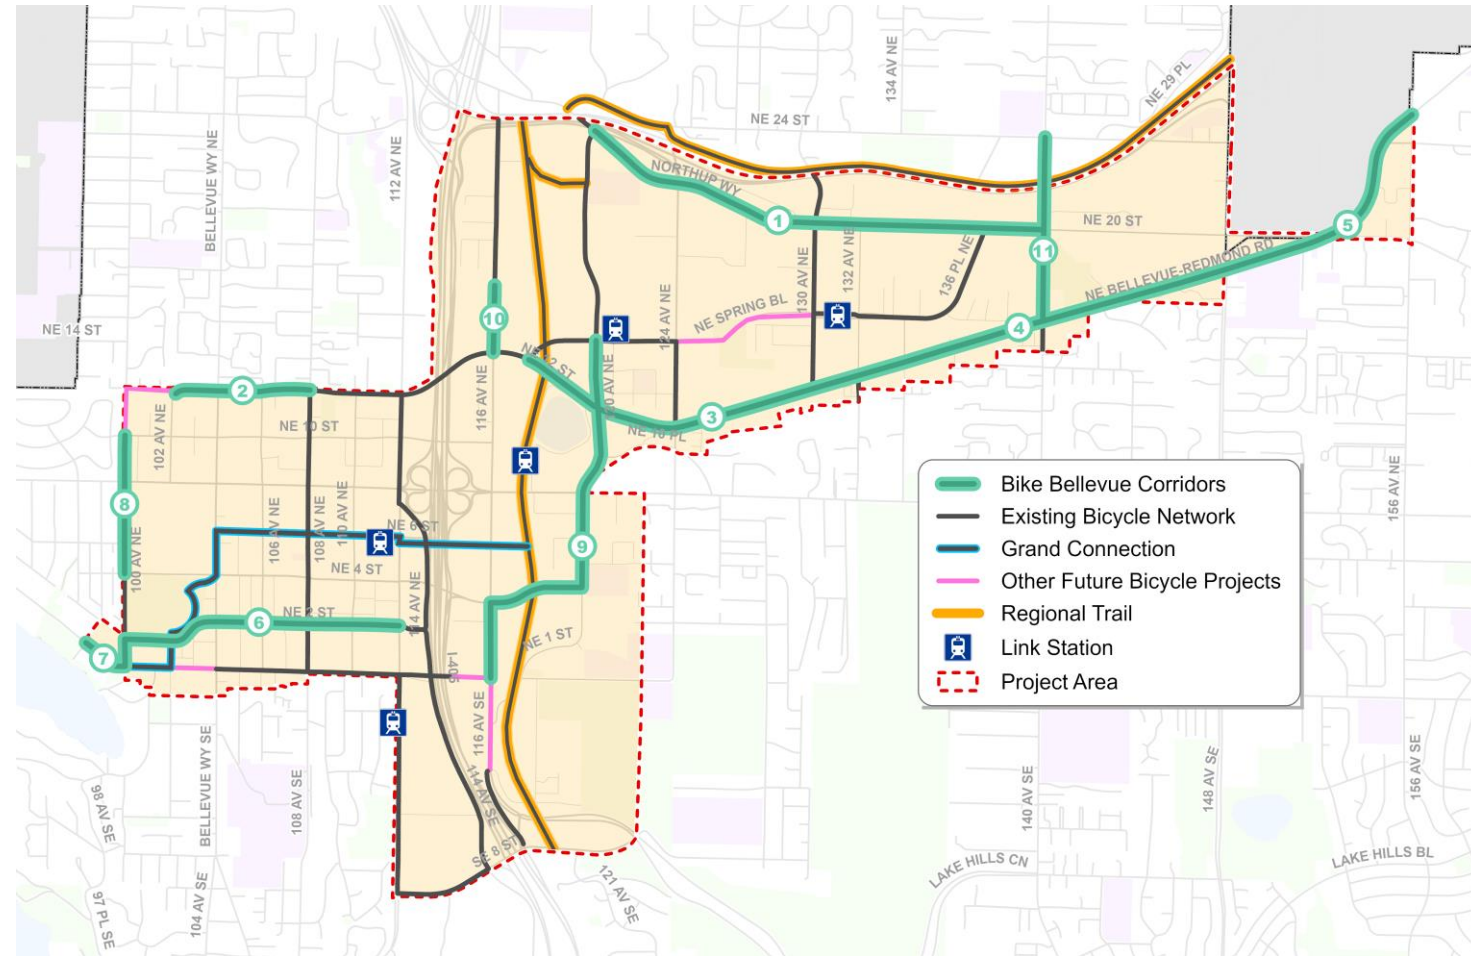 134 AV NE
NE 29 PL
NE 24 ST
BELLEVUE WY NE
112 AV NE
NORTHUP WY
1
NE 20 ST
5
11
132 AV NE
136 PL NE
NE BELLEVUE-REDMOND RD
130 AV NE
124 AV NE
NE SPRING BL
10
4
NE 14 ST
NE 12 ST
116 AV NE
2
3
NE 10 ST
102 AV NE
156 AV NE
8
106 AV NE
108 AV NE
110 AV NE
NE 6 ST
9
NE 4 ST
100 AV NE
114 AV NE
NE 2 ST
6
NE 1 ST
7
I-405
116 AV SE
BELLEVUE WY SE
108 AV SE
98 AV SE
114 AV SE
SE 8 ST
140 AV SE
148 AV SE
156 AV SE
LAKE HILLS CN
LAKE HILLS BL
121 AV SE
104 AV SE
97 PL SE
Bike Bellevue Corridors
Existing Bicycle Network
Grand Connection
Other Future Bicycle Projects
Regional Trail
Link Station
Project Area